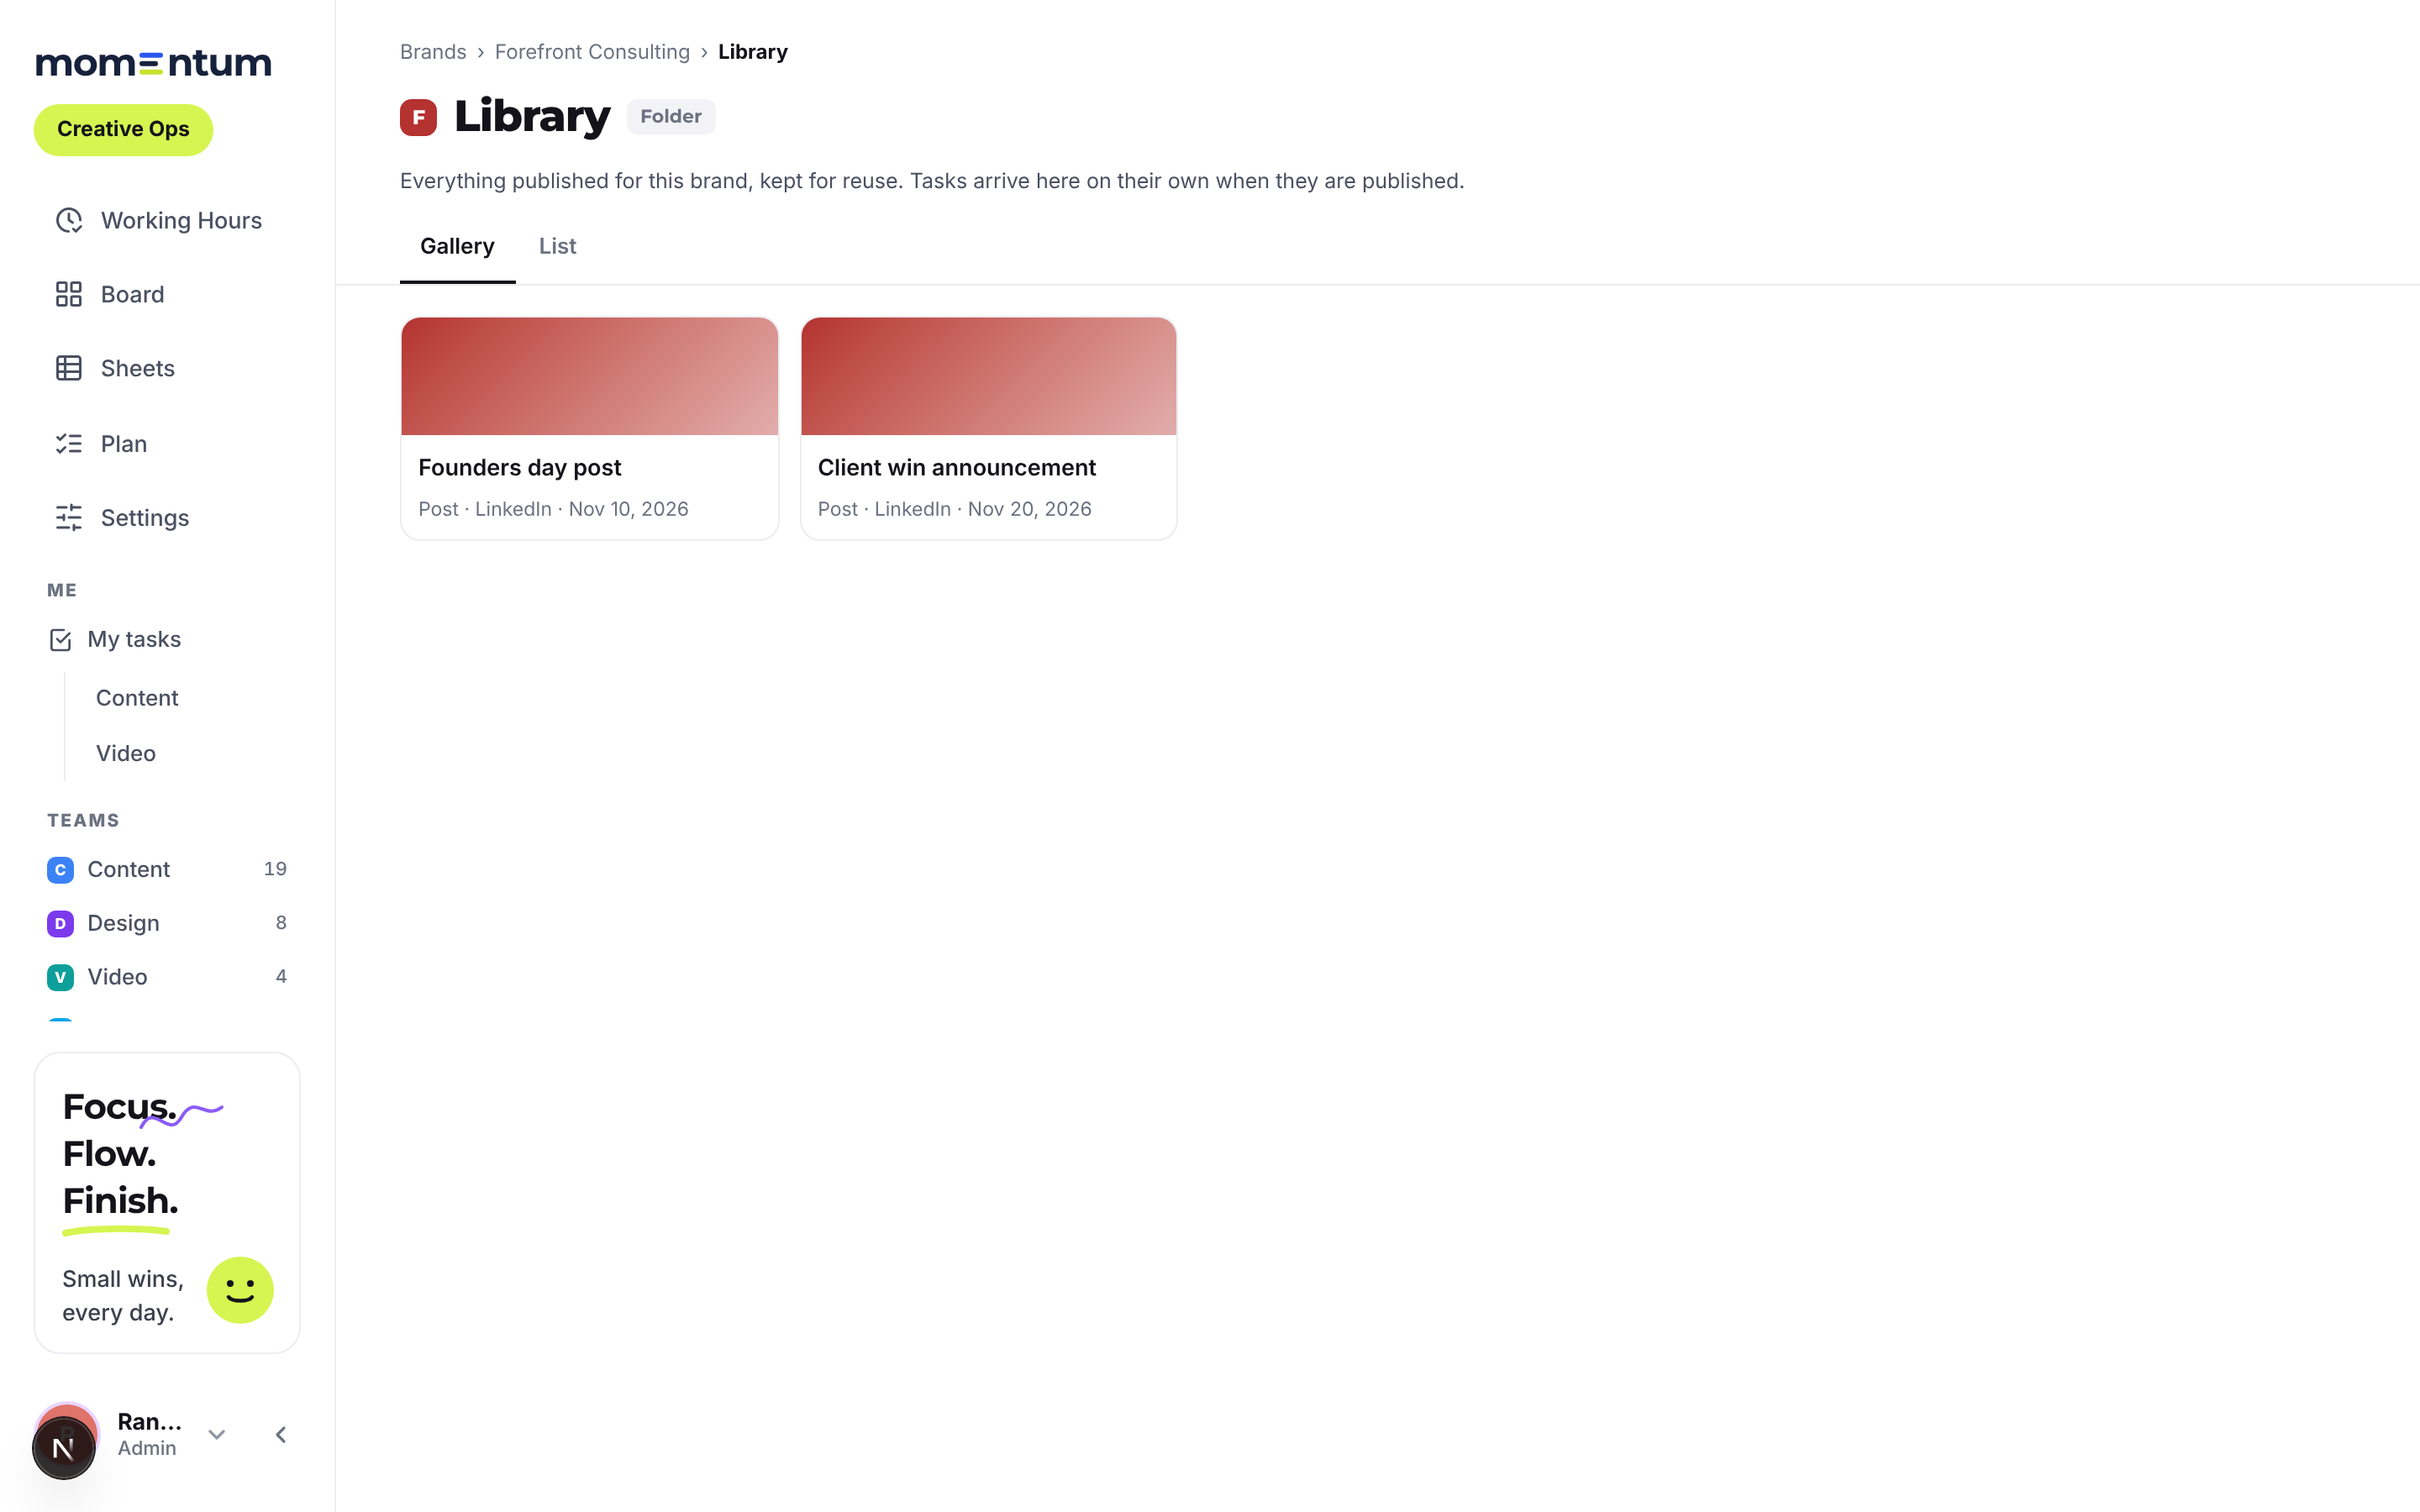 momentum
Creative Ops
Working Hours
Board
Sheets
Plan
Settings
ME
My tasks
Content
Video
TEAMS
C Content 19
D Design 8
V Video 4
Focus.
Flow.
Finish.
Small wins,
every day.
N
Ran...
Admin
Brands › Forefront Consulting › Library
F Library Folder
Everything published for this brand, kept for reuse. Tasks arrive here on their own when they are published.
Gallery List
Founders day post
Post · LinkedIn · Nov 10, 2026
Client win announcement
Post · LinkedIn · Nov 20, 2026